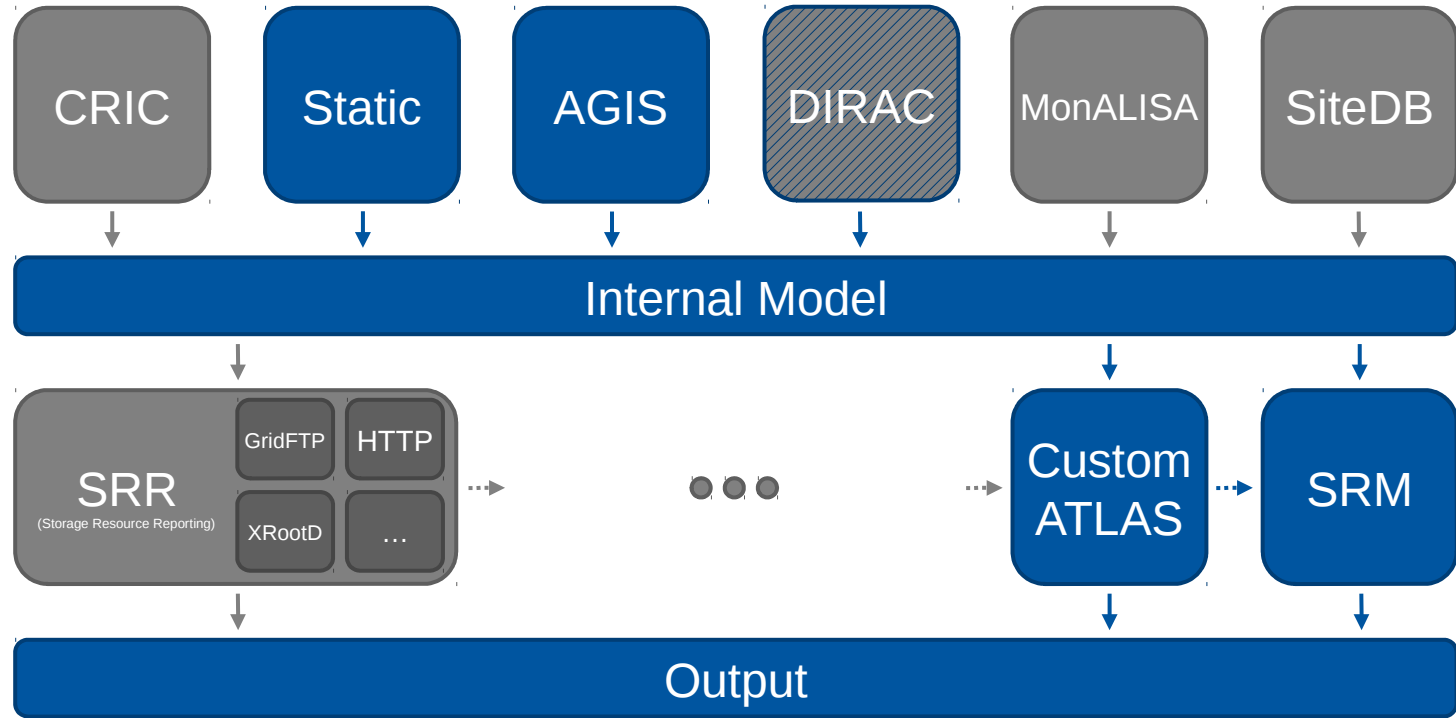 CRIC
Static
AGIS
DIRAC
MonALISA
SiteDB
Internal Model
SRR
(Storage Resource Reporting)
GridFTP
HTTP
XRootD
...
Custom
ATLAS
SRM
Output